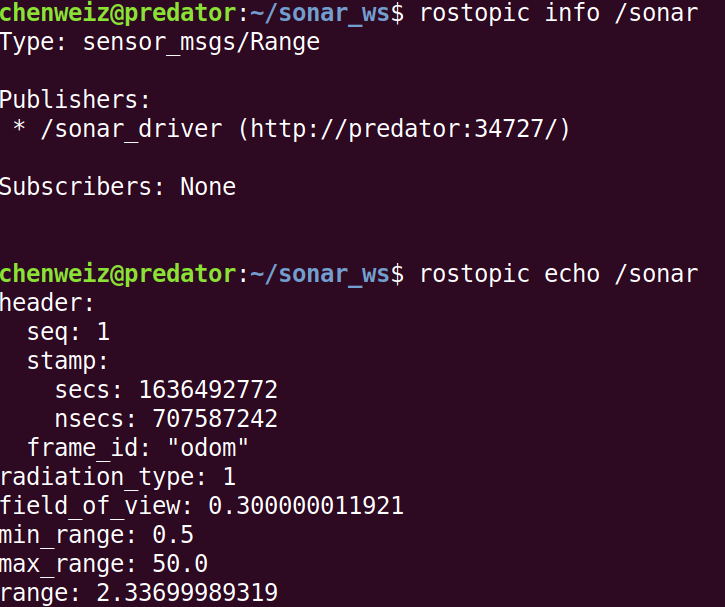 chenweiz@predator:~/sonar_ws$ rostopic info /sonar
Type: sensor_msgs/Range
Publishers:
 * /sonar_driver (http://predator:34727/)
Subscribers: None
chenweiz@predator:~/sonar_ws$ rostopic echo /sonar
header:
  seq: 1
  stamp:
    secs: 1636492772
    nsecs: 707587242
  frame_id: "odom"
radiation_type: 1
field_of_view: 0.300000011921
min_range: 0.5
max_range: 50.0
range: 2.33699989319